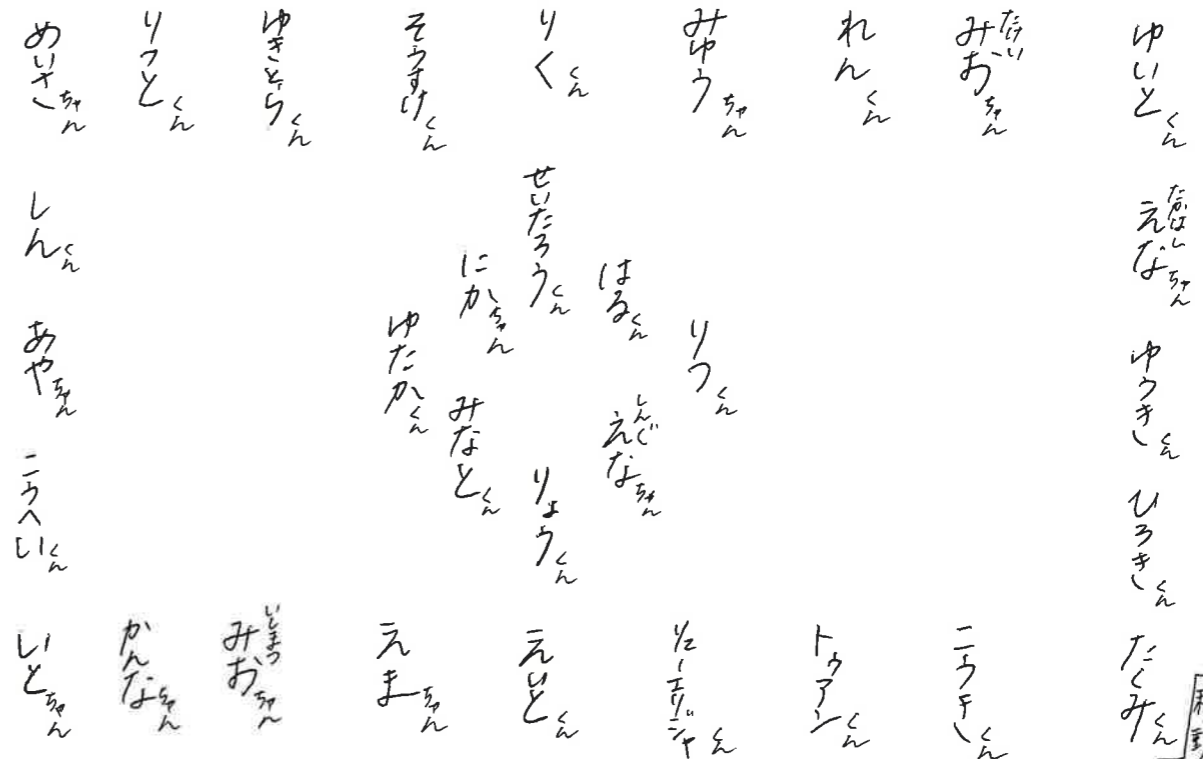 ゆいとくん
たけい
みおちゃん
れんくん
みゆうちゃん
りくくん
そうすけくん
ゆきとらくん
りつとくん
めいさちゃん
たかはし
えなちゃん
ゆうきくん
ひろきくん
たくみくん
せいたろうくん
はるくん
にかちゃん
りつくん
ゆたかくん
しんぐ
えなちゃん
みなとくん
りょうくん
しんくん
あやちゃん
こうへいくん
こうきくん
トゥアンくん
えいとくん
えまちゃん
いしまつ
みおちゃん
かんなちゃん
いとちゃん